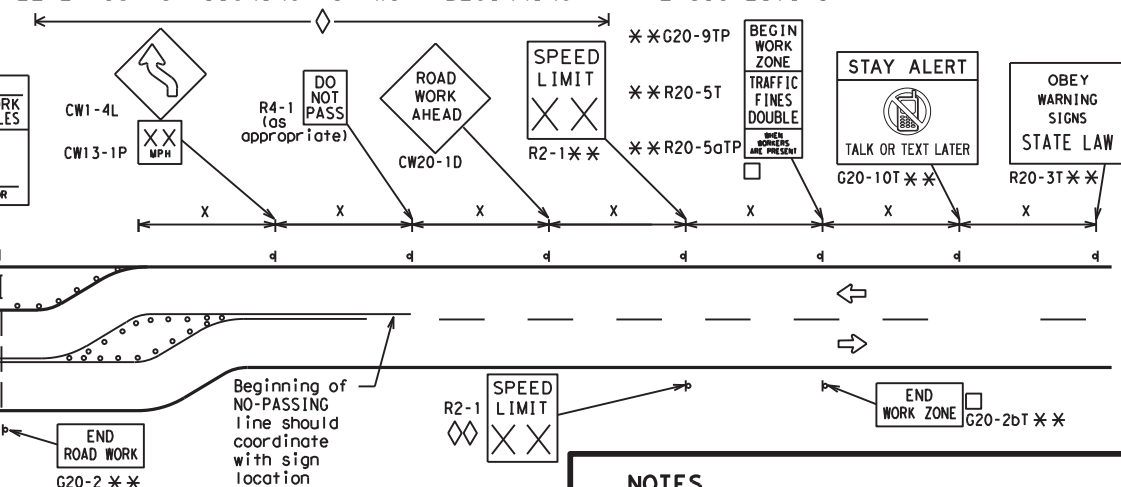 BEGIN
WORK
ZONE
TRAFFIC
FINES
DOUBLE
WHEN
WORKERS
ARE PRESENT
* * G20-9TP
* * R20-5T
* * R20-5aTP
STAY ALERT
TALK OR TEXT LATER
G20-10T * *
OBEY
WARNING
SIGNS
STATE LAW
R20-3T * *
SPEED
LIMIT
X X
R2-1 * *
ROAD
WORK
AHEAD
CW20-1D
DO
NOT
PASS
R4-1
(as
appropriate)
CW1-4L
XX
MPH
CW13-1P
X X X X X X X
Beginning of
NO-PASSING
line should
coordinate
with sign
location
R2-1
SPEED
LIMIT
X X
END
WORK ZONE
G20-2bT * *
END
ROAD WORK
G20-2 * *
NOTES